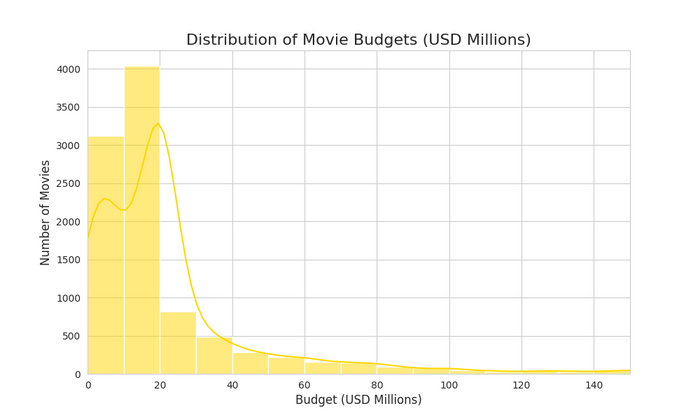 Distribution of Movie Budgets (USD Millions)
Number of Movies
4000
3500
3000
2500
2000
1500
1000
500
0
0 20 40 60 80 100 120 140
Budget (USD Millions)